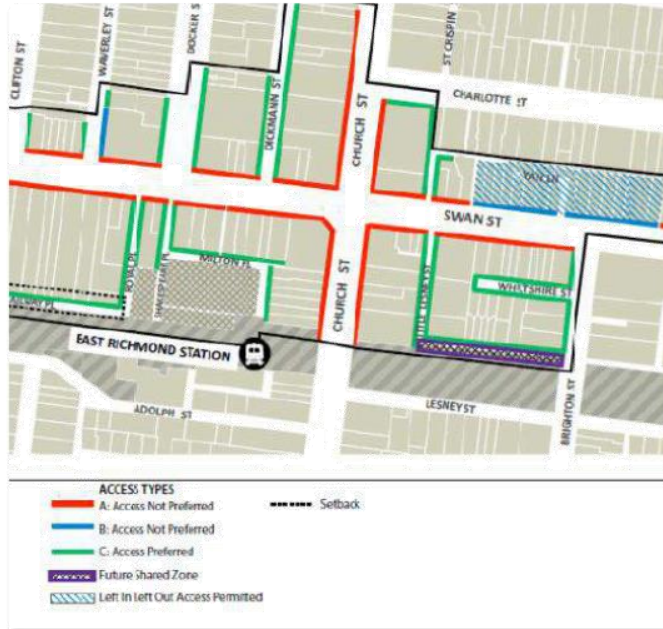 CLIFTON ST
WAVERLEY ST
DOCKER ST
DICKMANN ST
CHURCH ST
ST CRISPIN
CHARLOTTE ST
SWAN ST
ROYAL PL
MILTON PL
CHURCH ST
WHILTSHIRE ST
EAST RICHMOND STATION
ADOLPH ST
LESNEY ST
BRIGHTON ST
ACCESS TYPES
A: Access Not Preferred
Setback
B: Access Not Preferred
C: Access Preferred
Future Shared Zone
Left In Left Out Access Permitted